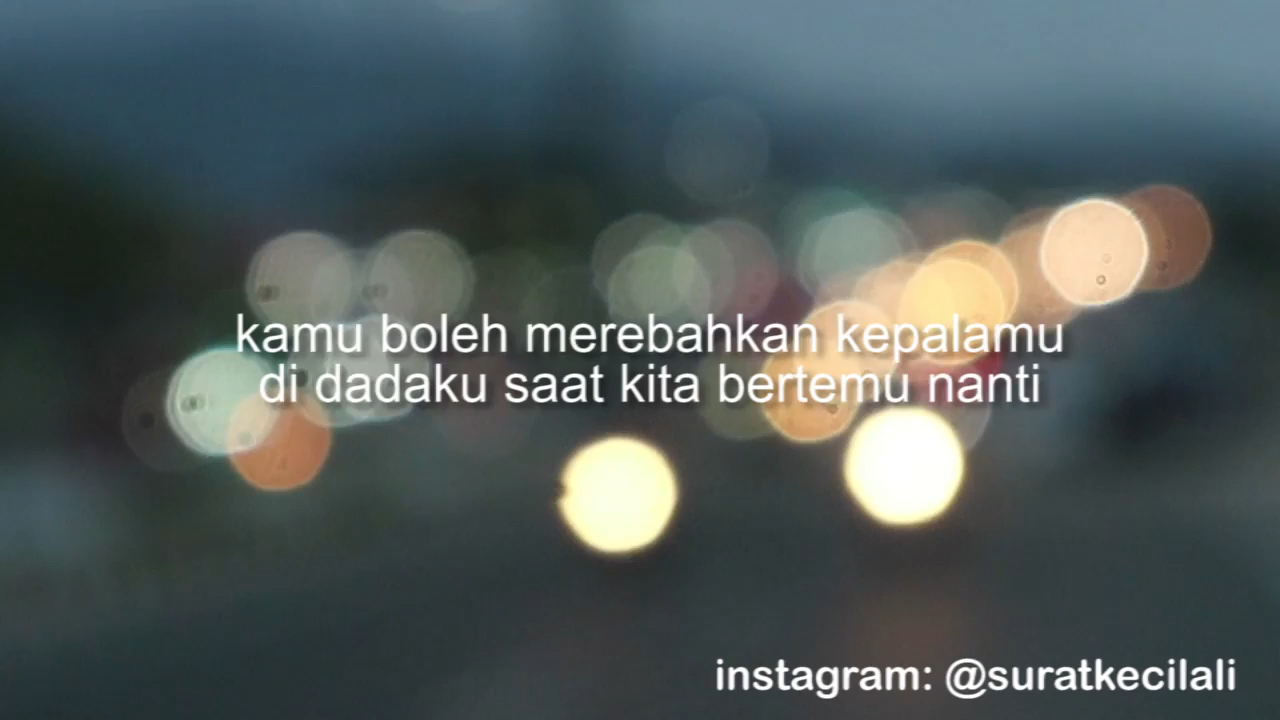 kamu boleh merebahkan kepalamu
di dadaku saat kita bertemu nanti
instagram: @suratkecilali